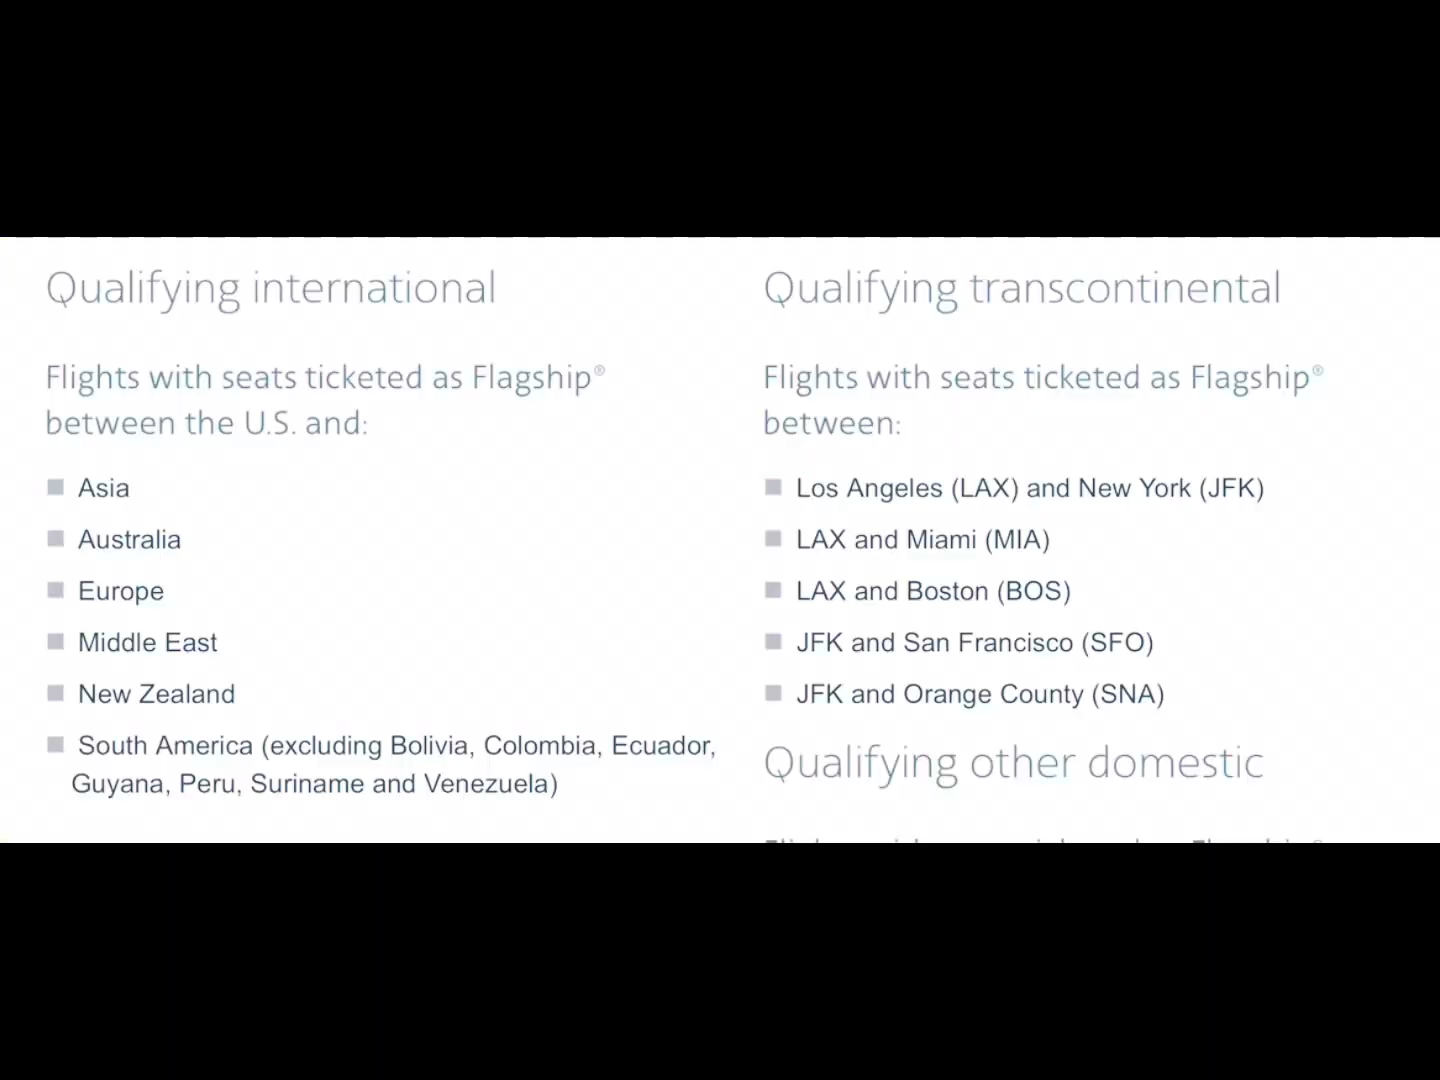 Qualifying international
Flights with seats ticketed as Flagship®
between the U.S. and:
Asia
Australia
Europe
Middle East
New Zealand
South America (excluding Bolivia, Colombia, Ecuador,
Guyana, Peru, Suriname and Venezuela)
Qualifying transcontinental
Flights with seats ticketed as Flagship®
between:
Los Angeles (LAX) and New York (JFK)
LAX and Miami (MIA)
LAX and Boston (BOS)
JFK and San Francisco (SFO)
JFK and Orange County (SNA)
Qualifying other domestic